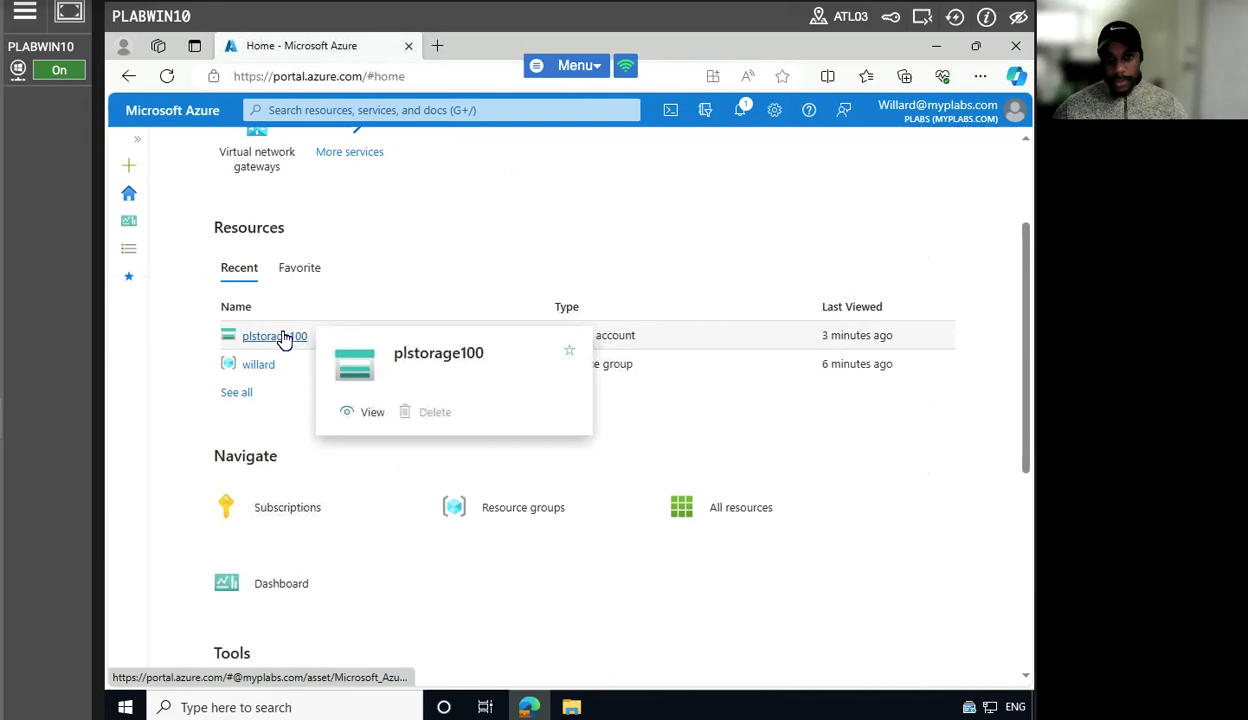 PLABWIN10
ATL03
PLABWIN10
On
Home - Microsoft Azure
https://portal.azure.com/#home
Menu
Microsoft Azure
Search resources, services, and docs (G+/)
1
Willard@myplabs.com
PLABS (MYPLABS.COM)
Virtual network
gateways
More services
Resources
Recent
Favorite
Name
Type
Last Viewed
plstorage100
account
3 minutes ago
plstorage100
willard
e group
6 minutes ago
See all
View
Delete
Navigate
Subscriptions
Resource groups
All resources
Dashboard
Tools
https://portal.azure.com/#@myplabs.com/asset/Microsoft_Azu...
Type here to search
ENG